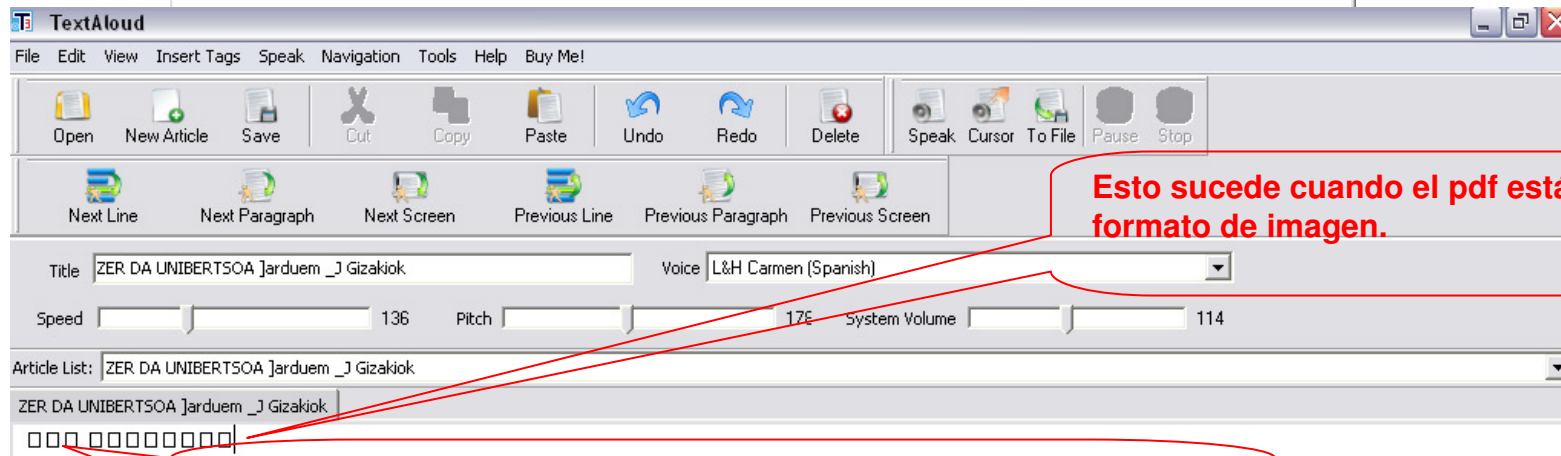 TextAloud
File Edit View Insert Tags Speak Navigation Tools Help Buy Me!
Open New Article Save Cut Copy Paste Undo Redo Delete Speak Cursor To File Pause Stop
Next Line Next Paragraph Next Screen Previous Line Previous Paragraph Previous Screen
Esto sucede cuando el pdf está
formato de imagen.
Title ZER DA UNIBERTSOA ]arduem _J Gizakiok Voice L&H Carmen (Spanish)
Speed 136 Pitch 178 System Volume 114
Article List: ZER DA UNIBERTSOA ]arduem _J Gizakiok
ZER DA UNIBERTSOA ]arduem _J Gizakiok
□□□ □□□□□□□□□